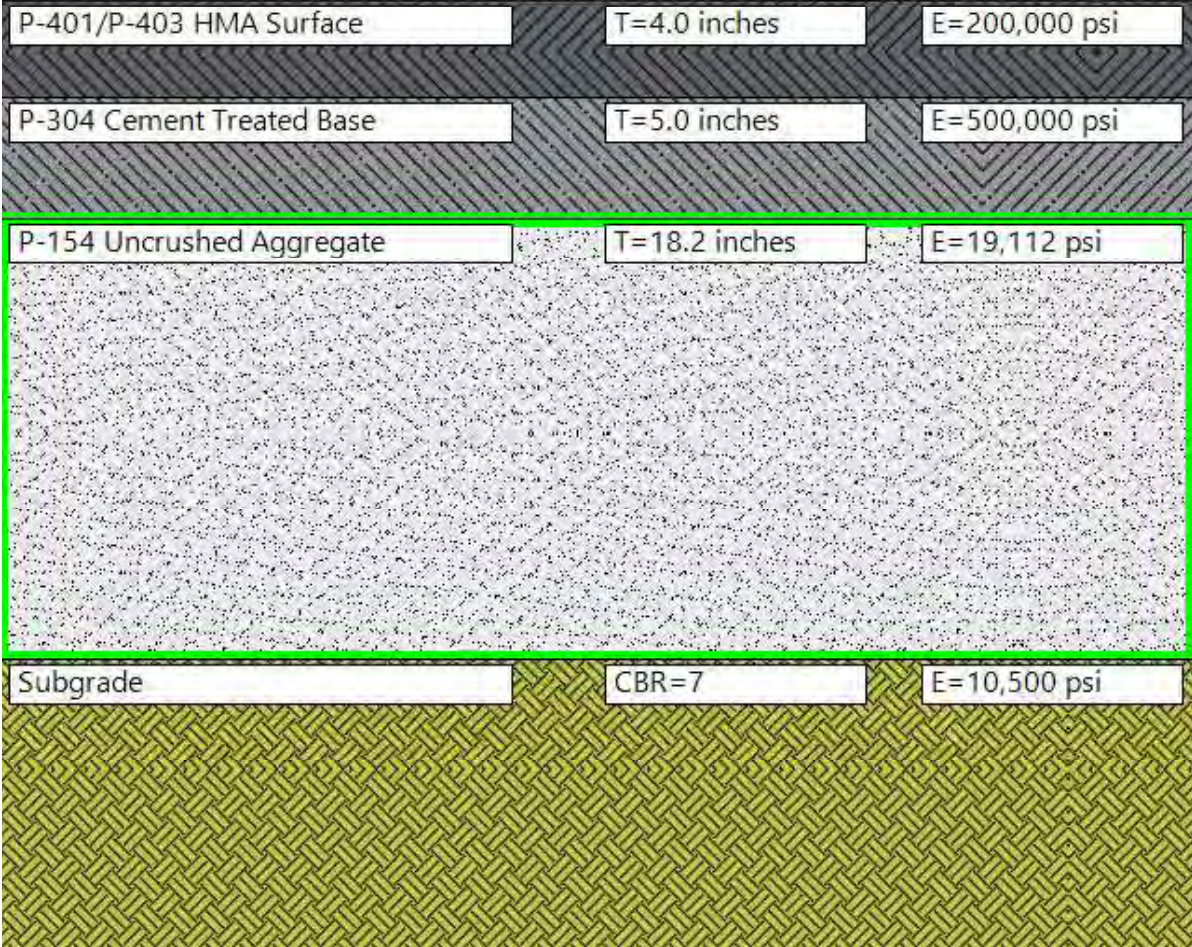 P-401/P-403 HMA Surface T=4.0 inches E=200,000 psi
P-304 Cement Treated Base T=5.0 inches E=500,000 psi
P-154 Uncrushed Aggregate T=18.2 inches E=19,112 psi
Subgrade CBR=7 E=10,500 psi